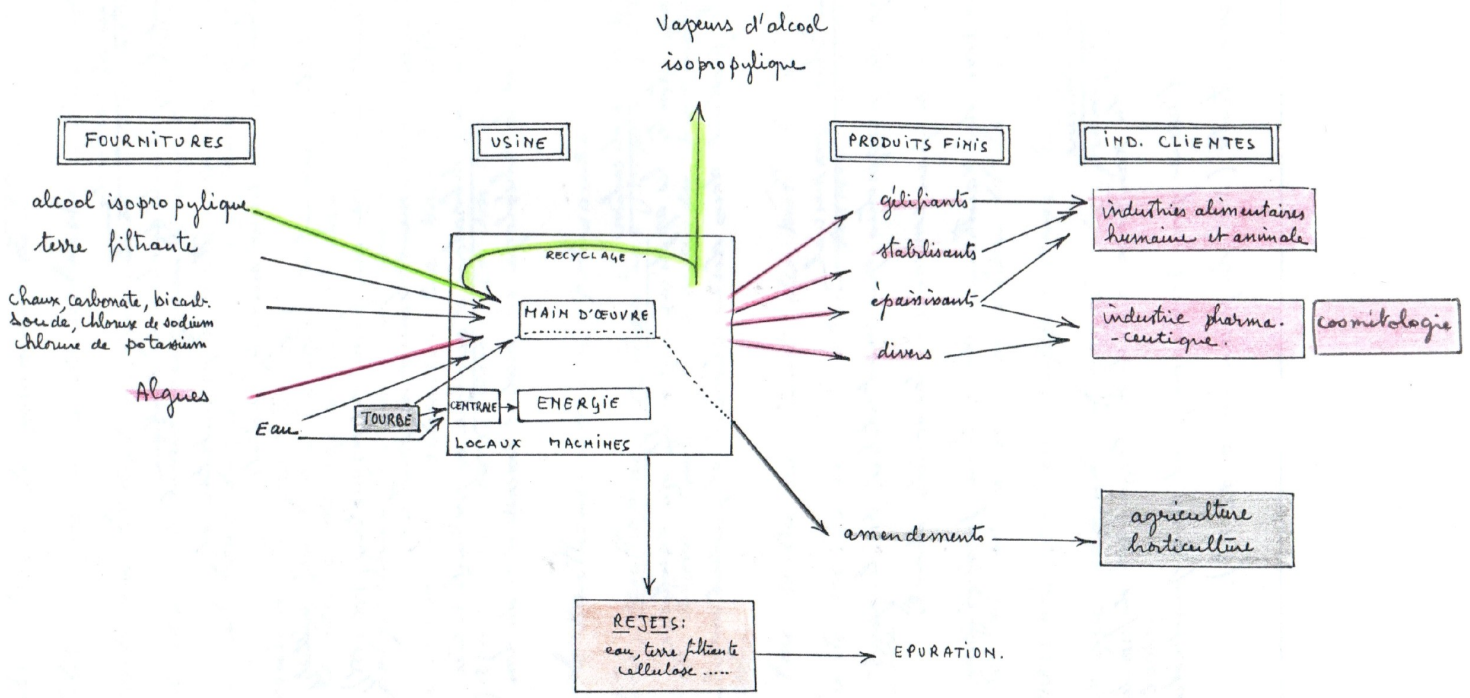 Vapeurs d'alcool
isopropylique
FOURNITURES
USINE
PRODUITS FINIS
IND. CLIENTES
alcool isopropylique
terre filtrante
chaux, carbonate, bicarb.
soude, chlorure de sodium
chlorure de potassium
Algues
Eau
TOURBE
RECYCLAGE
MAIN D'ŒUVRE
CENTRALE
ENERGIE
LOCAUX MACHINES
gélifiants
stabilisants
épaissisants
divers
industries alimentaires
humaine et animale
industrie pharma.
-ceutique.
cosmétologie
amendements
agriculture
horticulture
REJETS:
eau, terre filtrante
cellulose .....
EPURATION.